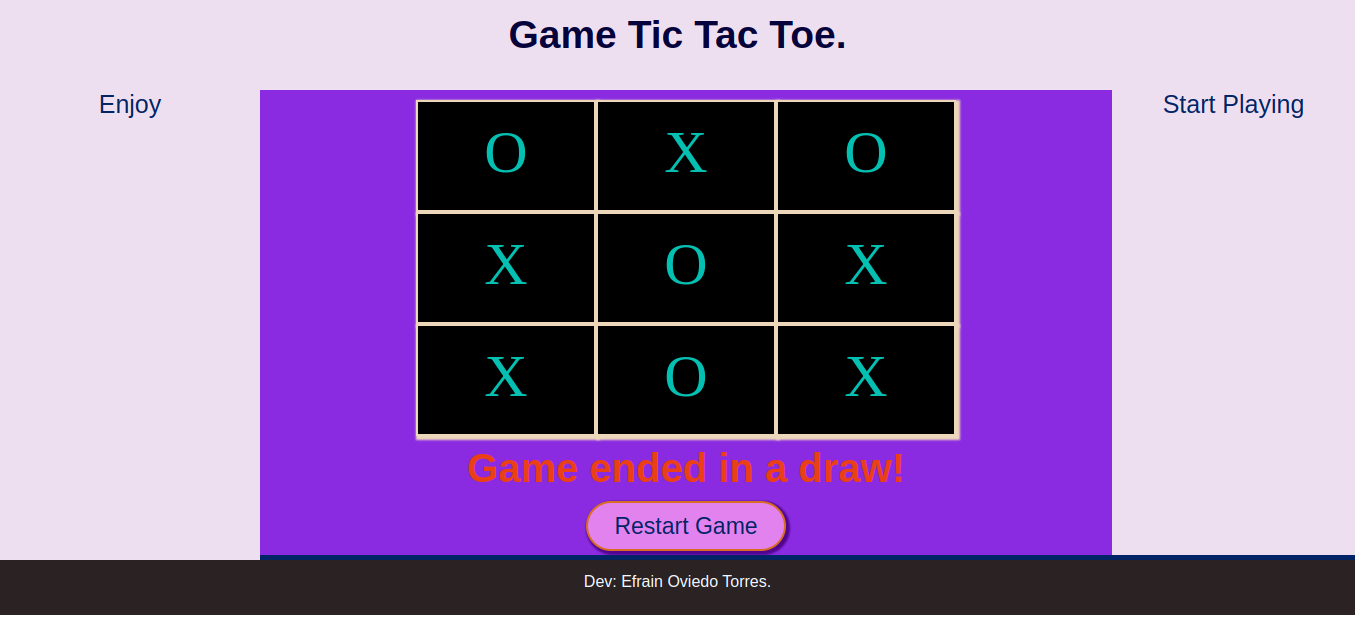 Game Tic Tac Toe.
Enjoy
Start Playing
O X O
X O X
X O X
Game ended in a draw!
Restart Game
Dev: Efrain Oviedo Torres.